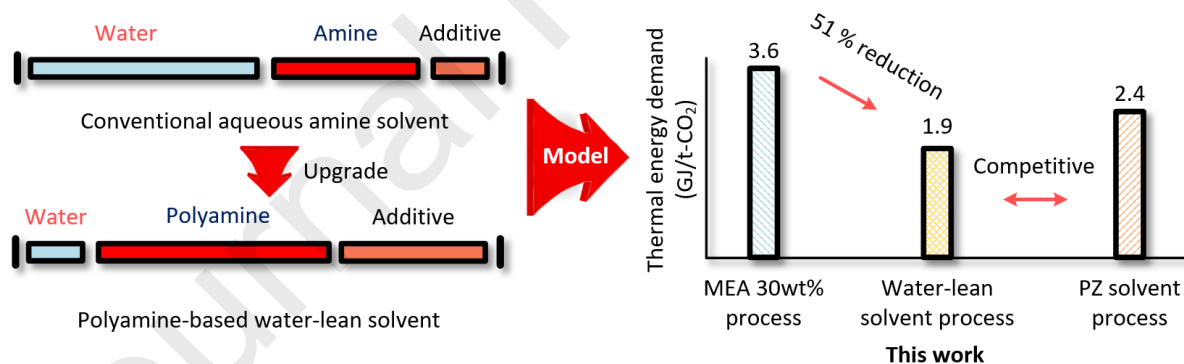 Water Amine Additive
Conventional aqueous amine solvent
Upgrade
Water Polyamine Additive
Polyamine-based water-lean solvent
Model
Thermal energy demand
(GJ/t-CO₂)
3.6
51 % reduction
1.9
Competitive
2.4
MEA 30wt%
process
Water-lean
solvent process
PZ solvent
process
This work